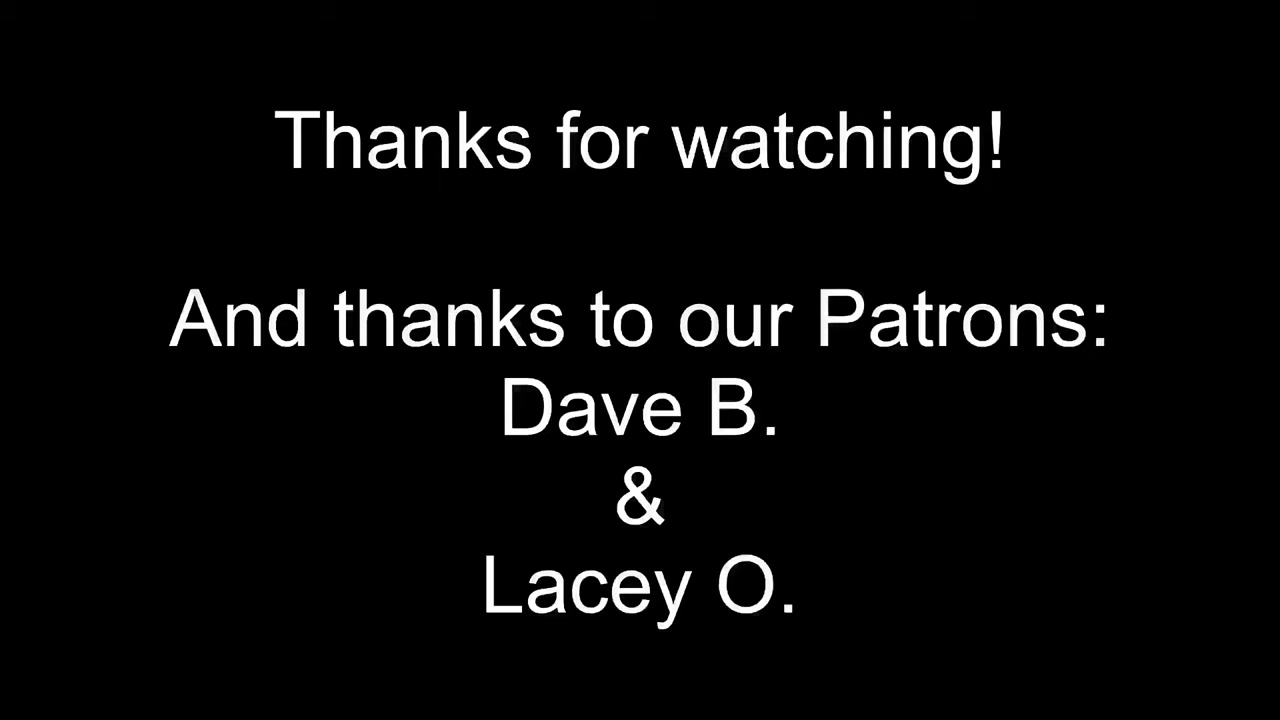 Thanks for watching!
And thanks to our Patrons:
Dave B.
&
Lacey O.